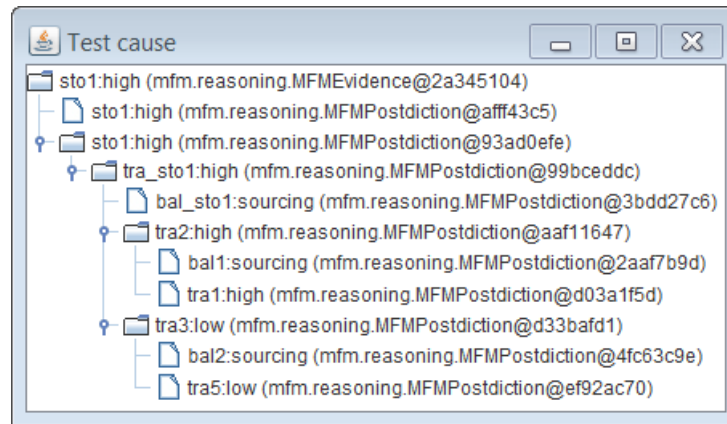 Test cause
sto1:high (mfm.reasoning.MFMEvidence@2a345104)
sto1:high (mfm.reasoning.MFMPostdiction@afff43c5)
sto1:high (mfm.reasoning.MFMPostdiction@93ad0efe)
tra_sto1:high (mfm.reasoning.MFMPostdiction@99bceddc)
bal_sto1:sourcing (mfm.reasoning.MFMPostdiction@3bdd27c6)
tra2:high (mfm.reasoning.MFMPostdiction@aaf11647)
bal1:sourcing (mfm.reasoning.MFMPostdiction@2aaf7b9d)
tra1:high (mfm.reasoning.MFMPostdiction@d03a1f5d)
tra3:low (mfm.reasoning.MFMPostdiction@d33bafd1)
bal2:sourcing (mfm.reasoning.MFMPostdiction@4fc63c9e)
tra5:low (mfm.reasoning.MFMPostdiction@ef92ac70)